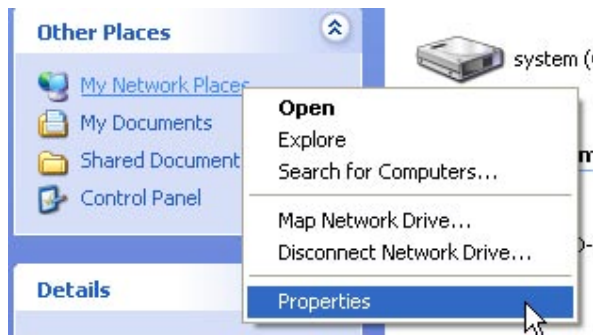 Other Places
My Network Places
My Documents
Shared Document
Control Panel
Details
system (
Open
Explore
Search for Computers...
Map Network Drive...
Disconnect Network Drive...
Properties